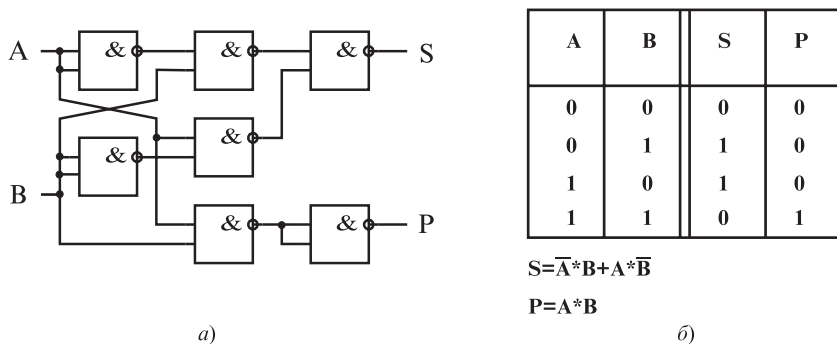 A & & & S
&
B &
& & P
а)
A B S P
0 0 0 0
0 1 1 0
1 0 1 0
1 1 0 1
S=A̅*B+A*B̅
P=A*B
б)